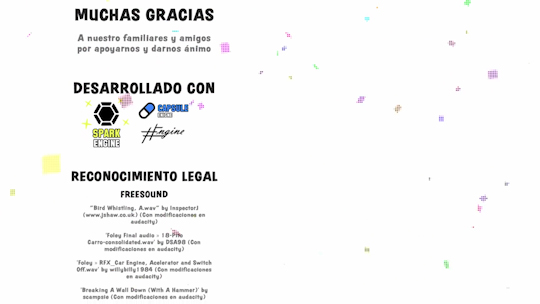 MUCHAS GRACIAS
A nuestro familiares y amigos
por apoyarnos y darnos ánimo
DESARROLLADO CON
SPARK
ENGINE
CAPSULE
ENGINE
#Engine
RECONOCIMIENTO LEGAL
FREESOUND
"Bird Whistling, A.wav" by InspectorJ
(www.jshaw.co.uk) (Con modificaciones en
audacity)
'Foley Final audio - 18-Pine
Carro-consolidated.wav' by DSA98 (Con
modificaciones en audacity)
'Foley - RFX_Car Engine, Acelerator and Switch
Off.wav' by willybilly1984 (Con modificaciones
en audacity)
'Breaking A Wall Down (With A Hammer)' by
scampsie (Con modificaciones en audacity)